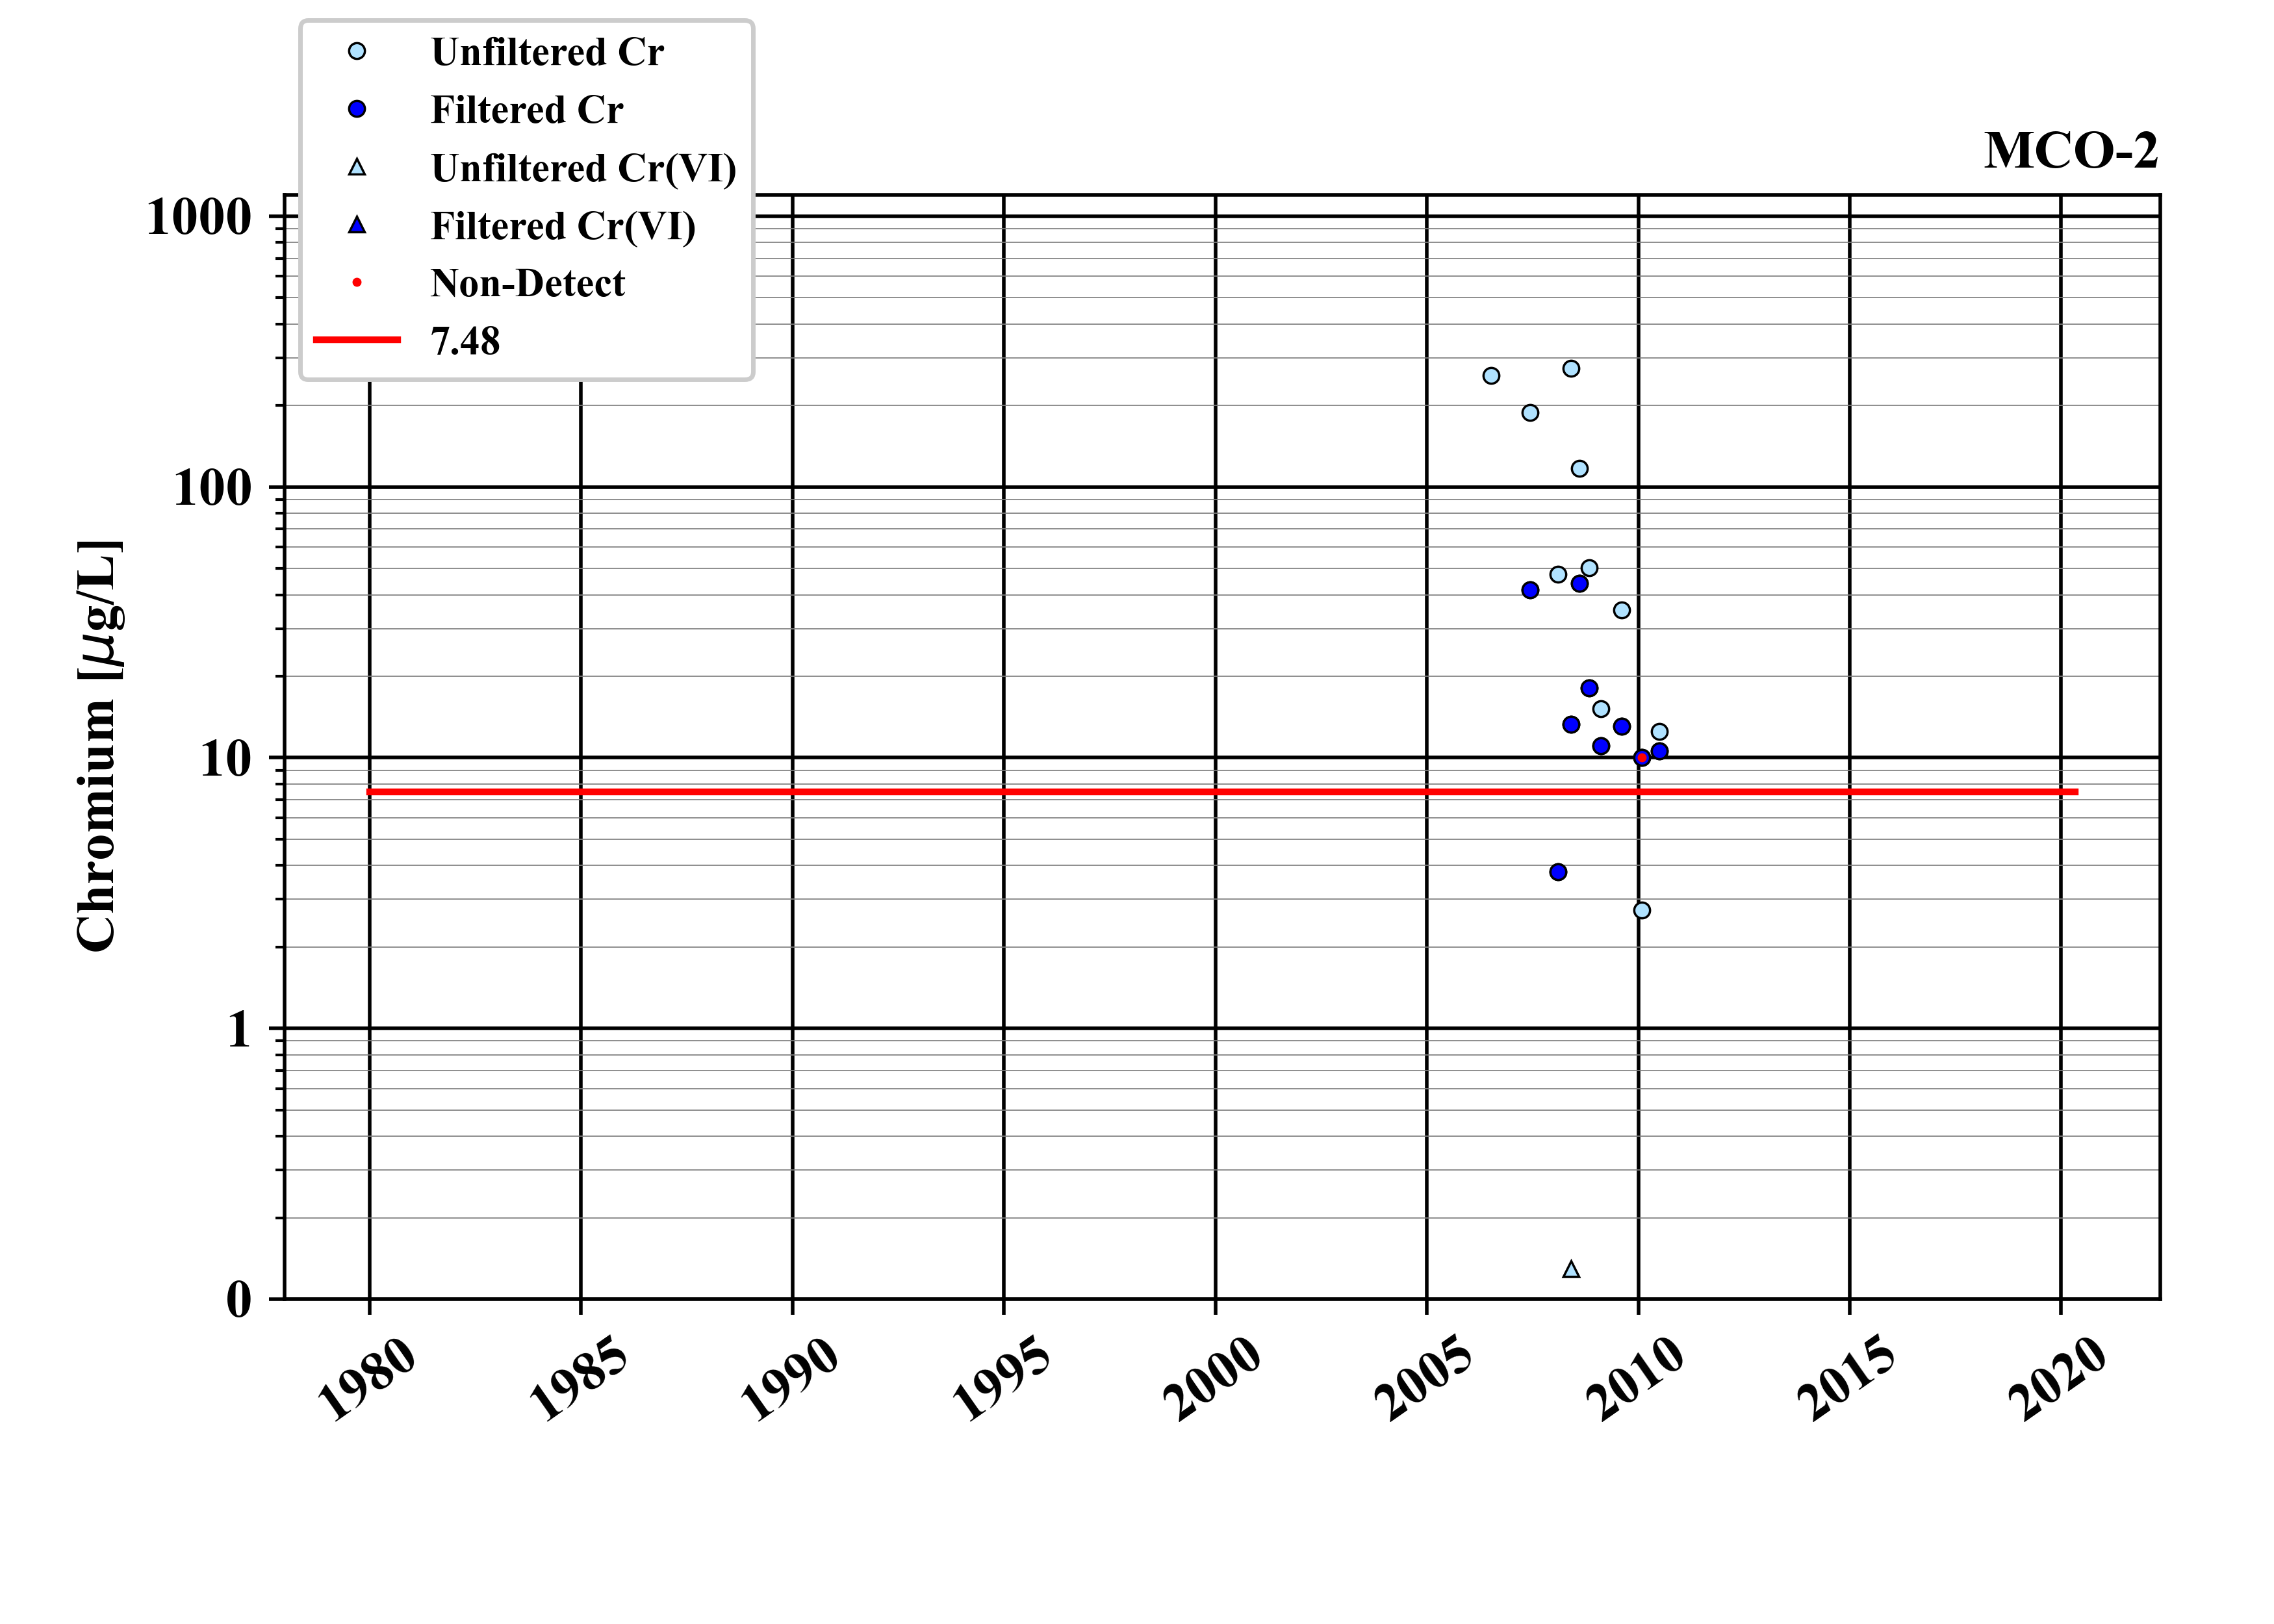 Unfiltered Cr
Filtered Cr
Unfiltered Cr(VI)
Filtered Cr(VI)
Non-Detect
7.48
MCO-2
1000
100
10
1
0
Chromium [μg/L]
1980
1985
1990
1995
2000
2005
2010
2015
2020